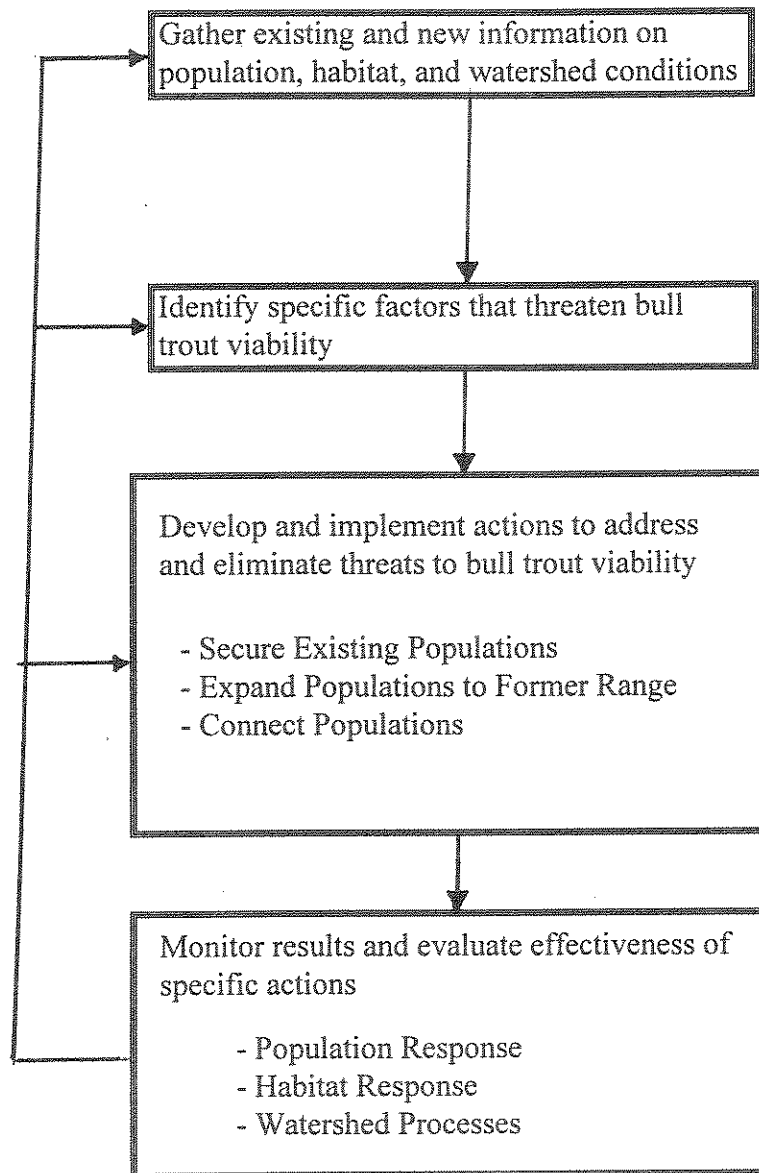 Gather existing and new information on
population, habitat, and watershed conditions
Identify specific factors that threaten bull
trout viability
Develop and implement actions to address
and eliminate threats to bull trout viability
- Secure Existing Populations
- Expand Populations to Former Range
- Connect Populations
Monitor results and evaluate effectiveness of
specific actions
- Population Response
- Habitat Response
- Watershed Processes